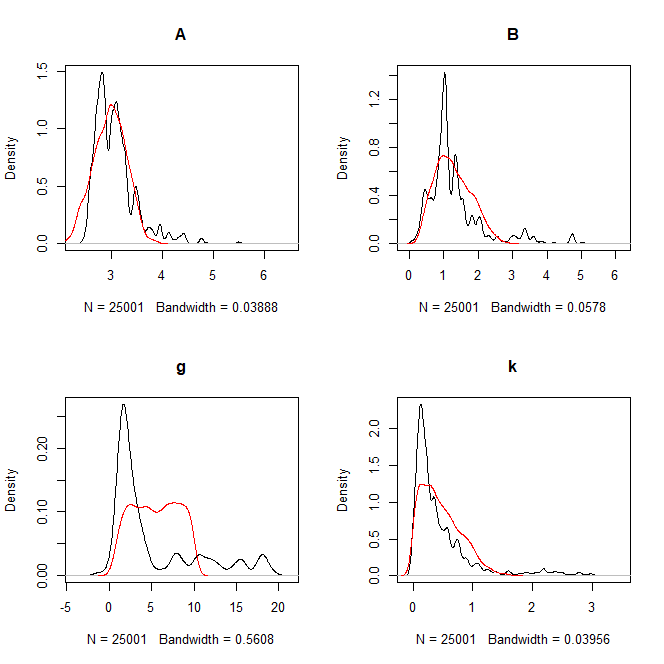 A
Density
0.0 0.5 1.0 1.5
3 4 5 6
N = 25001 Bandwidth = 0.03888
B
Density
0.0 0.4 0.8 1.2
0 1 2 3 4 5 6
N = 25001 Bandwidth = 0.0578
g
Density
0.00 0.10 0.20
-5 0 5 10 15 20
N = 25001 Bandwidth = 0.5608
k
Density
0.0 0.5 1.0 1.5 2.0
0 1 2 3
N = 25001 Bandwidth = 0.03956